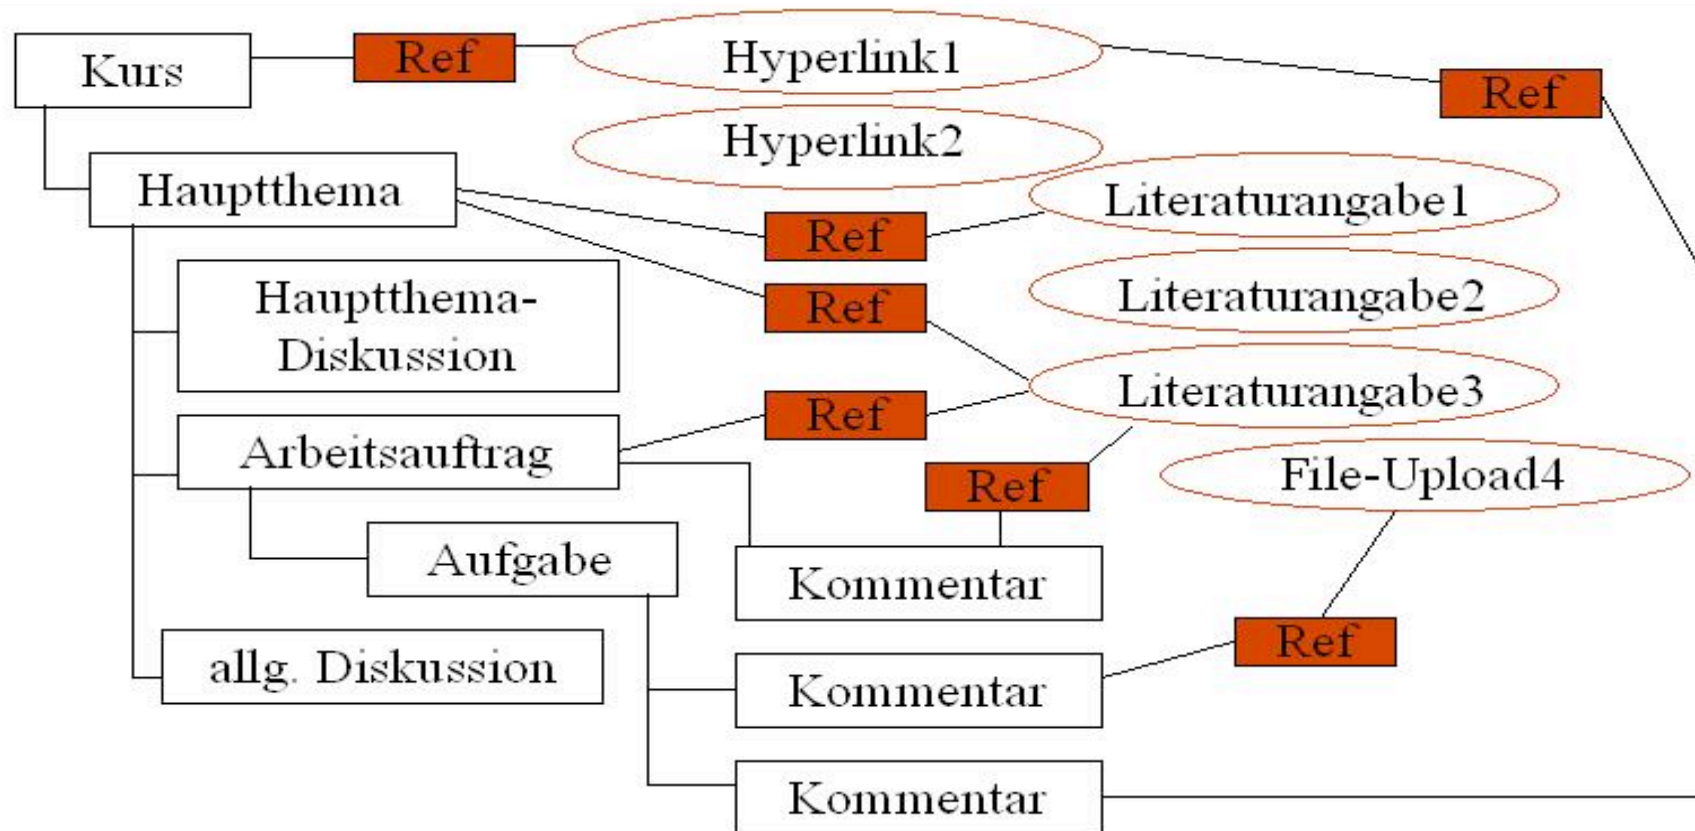 Kurs
Ref
Hyperlink1
Ref
Hyperlink2
Hauptthema
Literaturangabe1
Ref
Hauptthema-
Diskussion
Ref
Literaturangabe2
Ref
Literaturangabe3
Arbeitsauftrag
Ref
File-Upload4
Aufgabe
Kommentar
Ref
allg. Diskussion
Kommentar
Kommentar